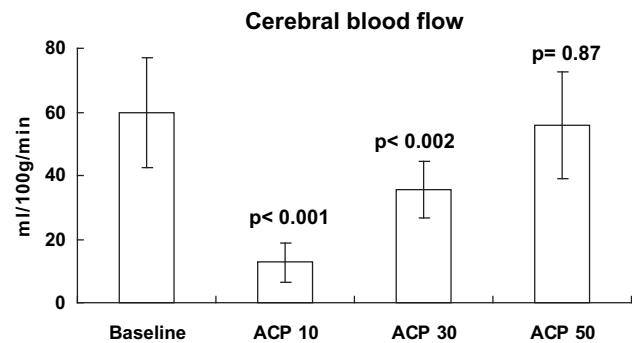 Cerebral blood flow
ml/100g/min
80
60
40
20
0
p< 0.001
p< 0.002
p= 0.87
Baseline
ACP 10
ACP 30
ACP 50